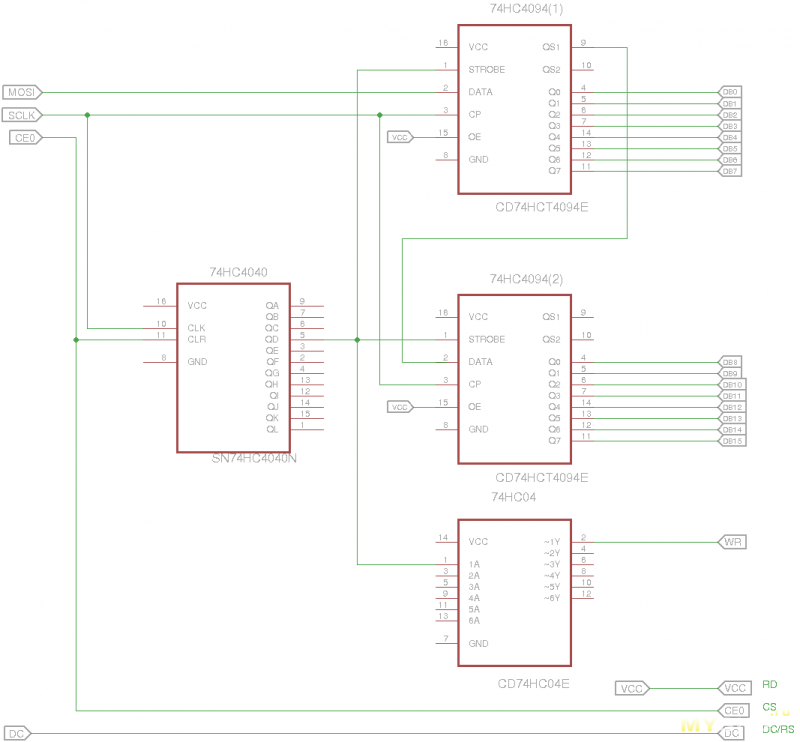 74HC4094(1)
16 VCC QS1 9
1 STROBE QS2 10
MOSI 2 DATA Q0 4 DB0
Q1 5 DB1
SCLK 3 CP Q2 6 DB2
Q3 7 DB3
CE0 VCC 15 OE Q4 14 DB4
Q5 13 DB5
8 GND Q6 12 DB6
Q7 11 DB7
CD74HCT4094E
74HC4040
16 VCC QA 9
QB 7
10 CLK QC 6
11 CLR QD 5
QE 3
8 GND QF 2
QG 4
QH 13
QI 12
QJ 14
QK 15
QL 1
SN74HC4040N
74HC4094(2)
16 VCC QS1 9
1 STROBE QS2 10
2 DATA Q0 4 DB8
Q1 5 DB9
3 CP Q2 6 DB10
Q3 7 DB11
VCC 15 OE Q4 14 DB12
Q5 13 DB13
8 GND Q6 12 DB14
Q7 11 DB15
CD74HCT4094E
74HC04
14 VCC ~1Y 2 WR
~2Y 4
1 1A ~3Y 6
3 2A ~4Y 8
5 3A ~5Y 10
9 4A ~6Y 12
11 5A
13 6A
7 GND
CD74HC04E
VCC VCC RD
CE0 CS
DC DC DC/RS
MY